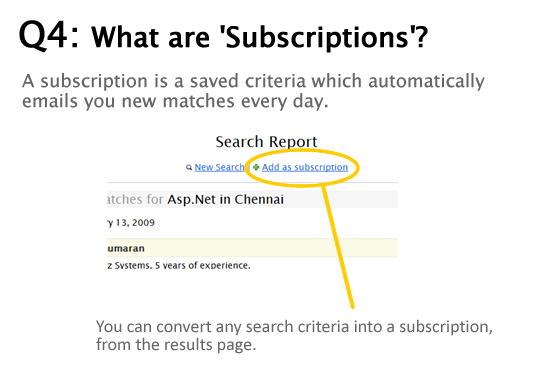 Q4: What are 'Subscriptions'?
A subscription is a saved criteria which automatically
emails you new matches every day.
Search Report
New Search Add as subscription
atches for Asp.Net in Chennai
ry 13, 2009
umaran
z Systems. 5 years of experience.
You can convert any search criteria into a subscription,
from the results page.